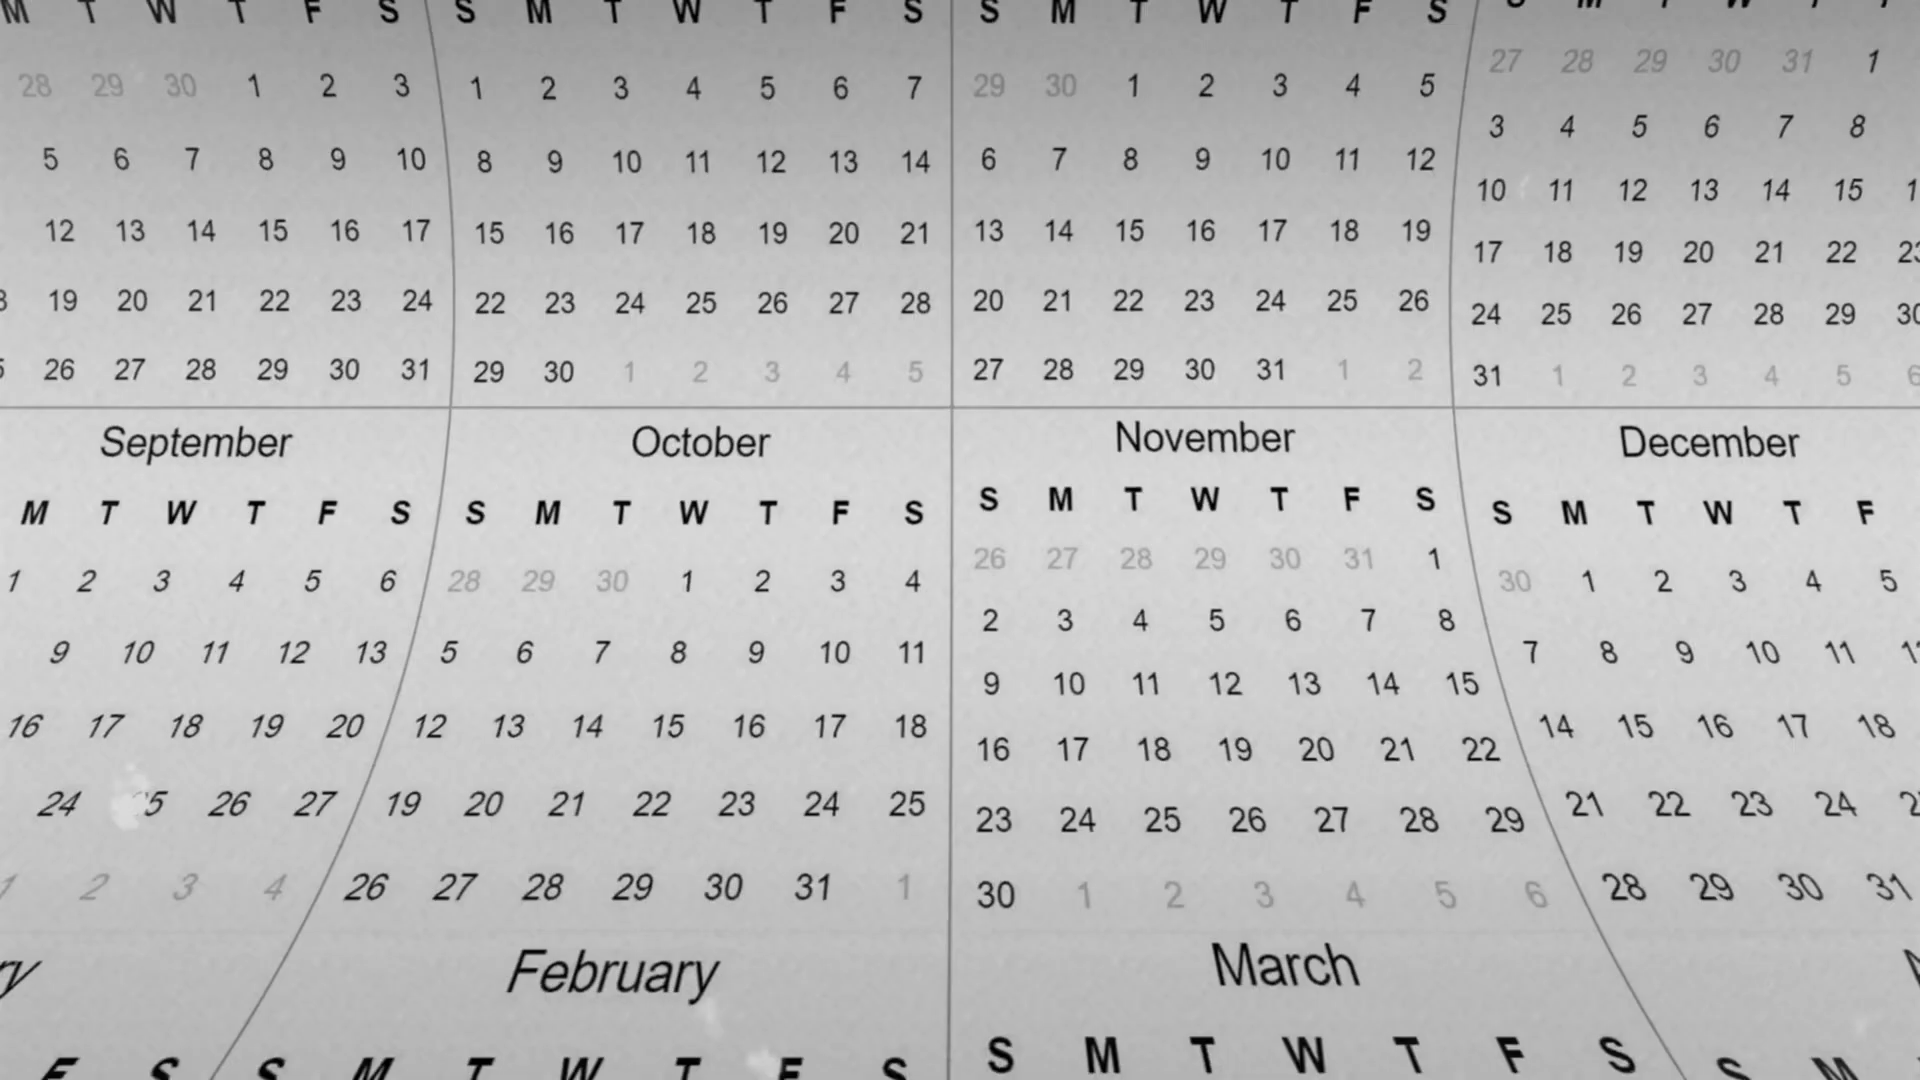 M T W T F S
28 29 30 1 2 3
5 6 7 8 9 10
12 13 14 15 16 17
19 20 21 22 23 24
26 27 28 29 30 31
S M T W T F S
1 2 3 4 5 6 7
8 9 10 11 12 13 14
15 16 17 18 19 20 21
22 23 24 25 26 27 28
29 30 1 2 3 4 5
S M T W T F S
29 30 1 2 3 4 5
6 7 8 9 10 11 12
13 14 15 16 17 18 19
20 21 22 23 24 25 26
27 28 29 30 31 1 2
S M T W T F
27 28 29 30 31 1
3 4 5 6 7 8
10 11 12 13 14 15
17 18 19 20 21 22 23
24 25 26 27 28 29 30
31 1 2 3 4 5 6
September
M T W T F S
1 2 3 4 5 6
9 10 11 12 13
16 17 18 19 20
24 26 27
1 2 3 4
October
S M T W T F S
28 29 30 1 2 3 4
5 6 7 8 9 10 11
12 13 14 15 16 17 18
19 20 21 22 23 24 25
26 27 28 29 30 31 1
November
S M T W T F S
26 27 28 29 30 31 1
2 3 4 5 6 7 8
9 10 11 12 13 14 15
16 17 18 19 20 21 22
23 24 25 26 27 28 29
30 1 2 3 4 5 6
December
S M T W T F
30 1 2 3 4 5
7 8 9 10 11
14 15 16 17 18
21 22 23 24
28 29 30 31
F S
February
S M T W T F S
March
S M T W T F S
S M